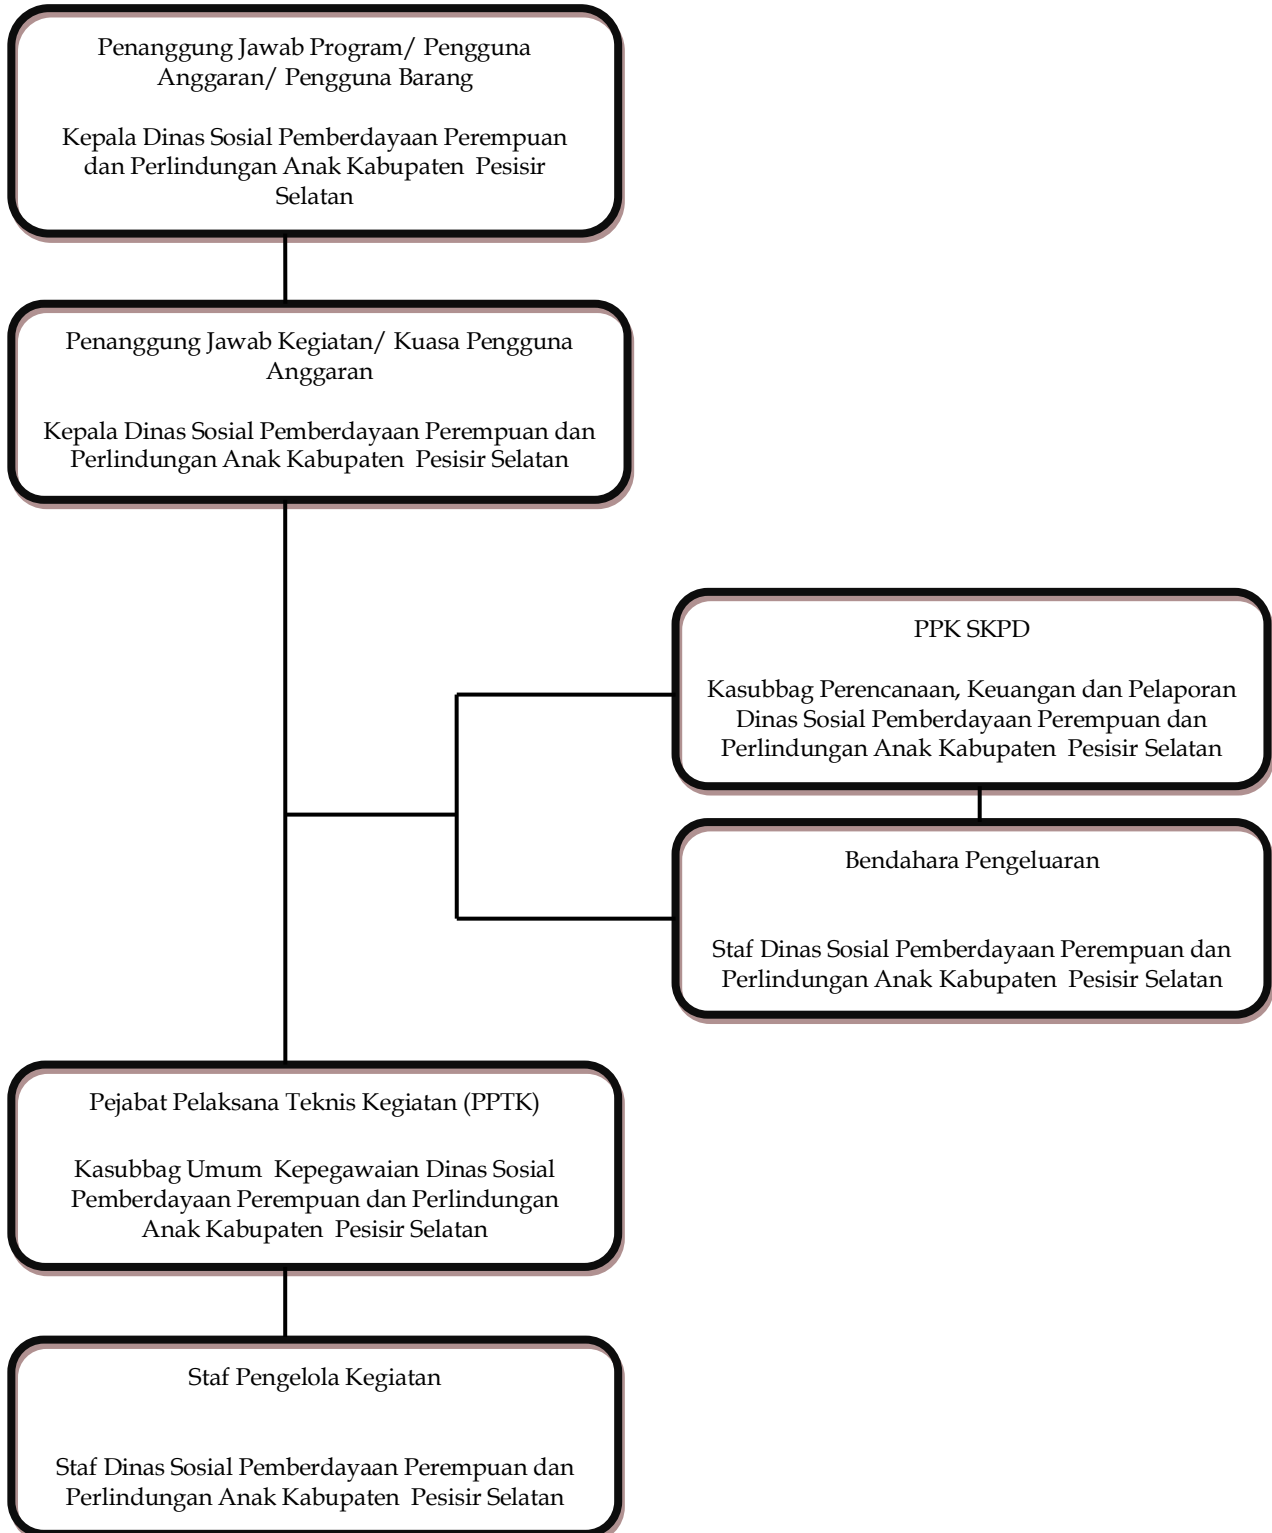 Penanggung Jawab Program/ Pengguna
Anggaran/ Pengguna Barang
Kepala Dinas Sosial Pemberdayaan Perempuan
dan Perlindungan Anak Kabupaten  Pesisir
Selatan
Penanggung Jawab Kegiatan/ Kuasa Pengguna
Anggaran
Kepala Dinas Sosial Pemberdayaan Perempuan dan
Perlindungan Anak Kabupaten  Pesisir Selatan
PPK SKPD
Kasubbag Perencanaan, Keuangan dan Pelaporan
Dinas Sosial Pemberdayaan Perempuan dan
Perlindungan Anak Kabupaten  Pesisir Selatan
Bendahara Pengeluaran
Staf Dinas Sosial Pemberdayaan Perempuan dan
Perlindungan Anak Kabupaten  Pesisir Selatan
Pejabat Pelaksana Teknis Kegiatan (PPTK)
Kasubbag Umum  Kepegawaian Dinas Sosial
Pemberdayaan Perempuan dan Perlindungan
Anak Kabupaten  Pesisir Selatan
Staf Pengelola Kegiatan
Staf Dinas Sosial Pemberdayaan Perempuan dan
Perlindungan Anak Kabupaten  Pesisir Selatan